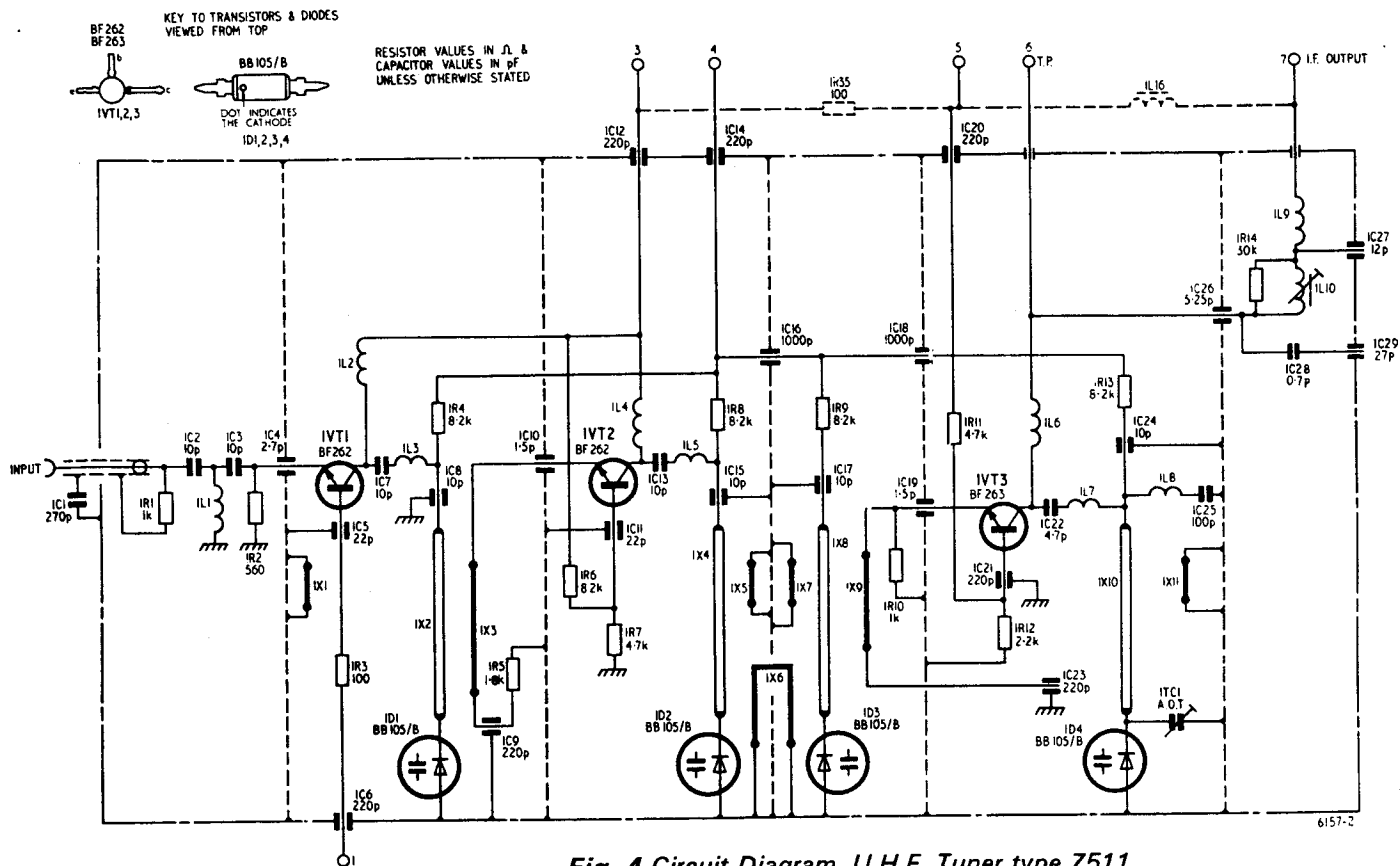 KEY TO TRANSISTORS & DIODES
VIEWED FROM TOP
BF262
BF263
b
e
c
1VT1,2,3
BB105/B
DOT INDICATES
THE CATHODE
1D1,2,3,4
RESISTOR VALUES IN Ω &
CAPACITOR VALUES IN pF
UNLESS OTHERWISE STATED
3
4
5
6
T.P.
7
I.F. OUTPUT
1R35
100
1L16
1C12
220p
1C14
220p
1C20
220p
1L9
1C27
12p
1R14
30k
1L10
1C26
5.25p
1C29
27p
1C28
0.7p
1C16
1000p
1C18
1000p
1L2
1R4
8.2k
1L4
1R8
8.2k
1R9
8.2k
1R11
4.7k
1L6
1R13
8.2k
1C24
10p
INPUT
1C2
10p
1C3
10p
1C4
2.7p
1VT1
BF262
1L3
1C7
10p
1C8
10p
1C10
1.5p
1VT2
BF262
1C13
10p
1L5
1C15
10p
1C17
10p
1C19
1.5p
1VT3
BF263
1C22
4.7p
1L7
1L8
1C25
100p
1C1
270p
1R1
1k
1L1
1R2
560
1C5
22p
1X1
1R3
100
1X2
1X3
1R5
1C9
220p
1R6
8.2k
1C11
22p
1R7
4.7k
1X4
1X5
1X7
1X8
1X6
1X9
1R10
1k
1C21
220p
1R12
2.2k
1C23
220p
1X10
1X11
1TC1
A.O.T.
1D1
BB105/B
1D2
BB105/B
1D3
BB105/B
1D4
BB105/B
1C6
220p
1
6157-2
Fig. 4 Circuit Diagram, U.H.F. Tuner type 7511